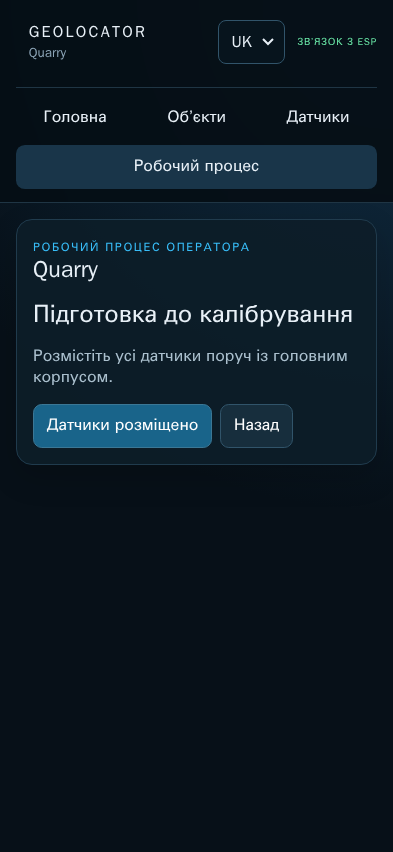 GEOLOCATOR
Quarry
UK
ЗВ'ЯЗОК З ESP
Головна
Об'єкти
Датчики
Робочий процес
РОБОЧИЙ ПРОЦЕС ОПЕРАТОРА
Quarry
Підготовка до калібрування
Розмістіть усі датчики поруч із головним
корпусом.
Датчики розміщено
Назад